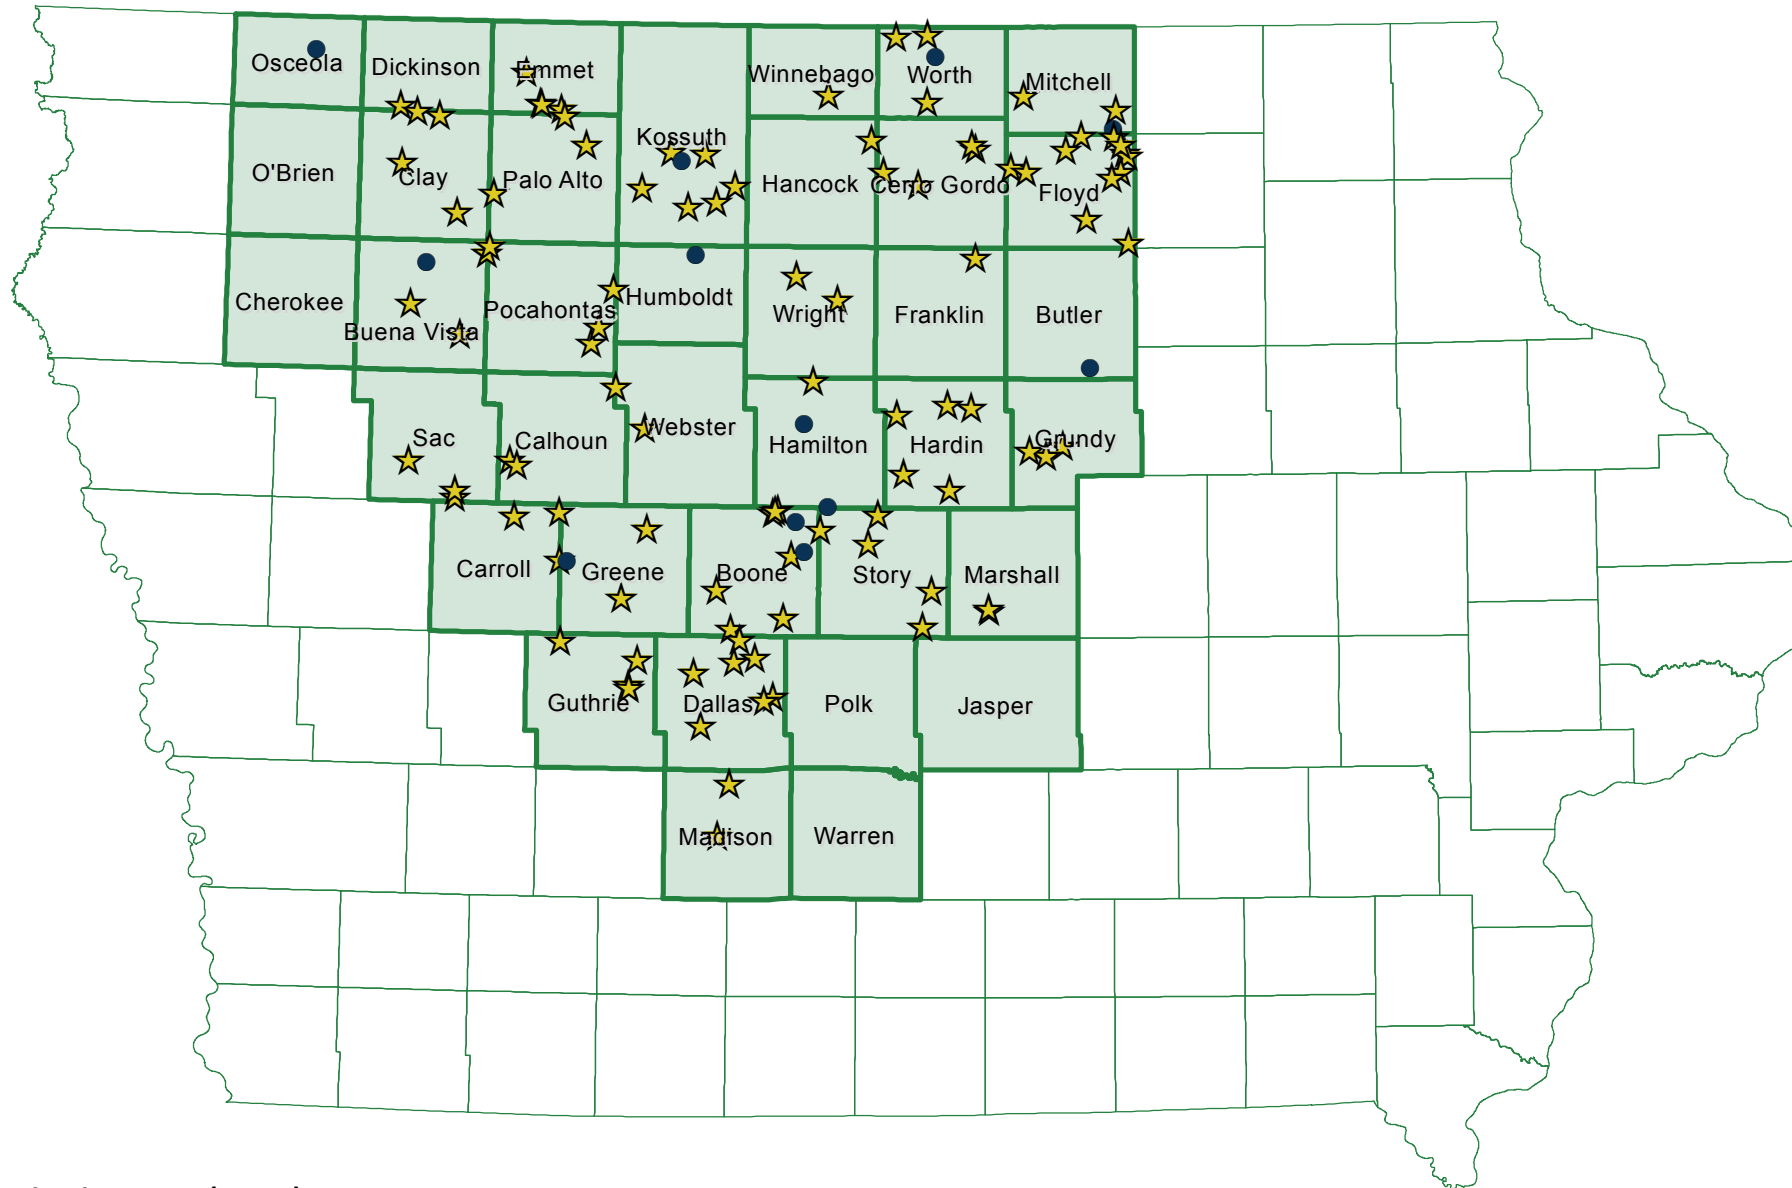 Osceola
Dickinson
Emmet
Winnebago
Worth
Mitchell
Kossuth
O'Brien
Clay
Palo Alto
Hancock
Cerro Gordo
Floyd
Cherokee
Buena Vista
Pocahontas
Humboldt
Wright
Franklin
Butler
Sac
Calhoun
Webster
Hamilton
Hardin
Grundy
Carroll
Greene
Boone
Story
Marshall
Guthrie
Dallas
Polk
Jasper
Madison
Warren